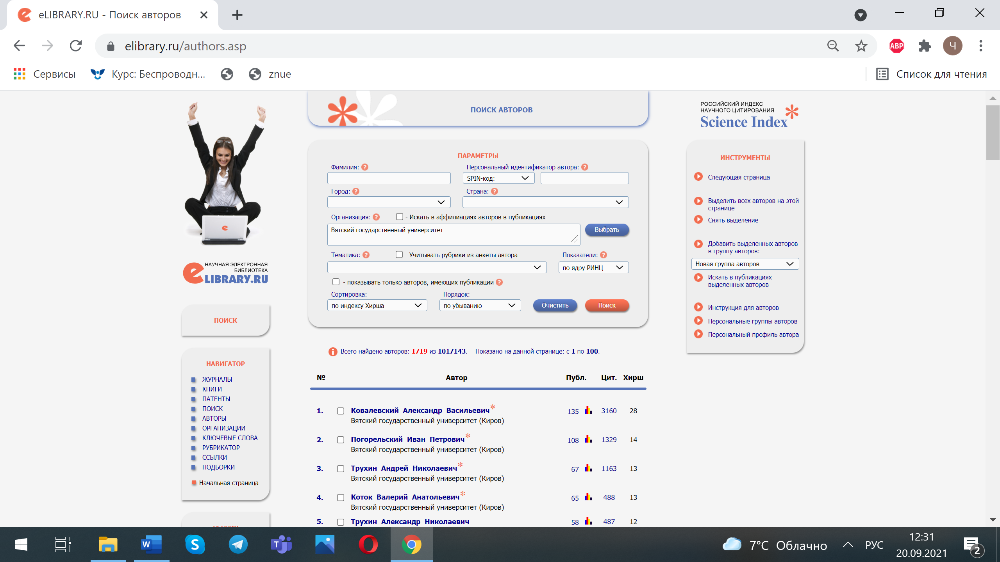 eLIBRARY.RU - Поиск авторов
elibrary.ru/authors.asp
ABP
Ч
Сервисы
Курс: Беспроводн...
znue
Список для чтения
ПОИСК АВТОРОВ
РОССИЙСКИЙ ИНДЕКС
НАУЧНОГО ЦИТИРОВАНИЯ
Science Index
НАУЧНАЯ ЭЛЕКТРОННАЯ
БИБЛИОТЕКА
eLIBRARY.RU
ПОИСК
НАВИГАТОР
ЖУРНАЛЫ
КНИГИ
ПАТЕНТЫ
ПОИСК
АВТОРЫ
ОРГАНИЗАЦИИ
КЛЮЧЕВЫЕ СЛОВА
РУБРИКАТОР
ССЫЛКИ
ПОДБОРКИ
Начальная страница
ПАРАМЕТРЫ
Фамилия: ? Персональный идентификатор автора: ?
SPIN-код:
Город: ? Страна: ?
Организация: ? - Искать в аффилиациях авторов в публикациях
Вятский государственный университет
Выбрать
Тематика: ? - Учитывать рубрики из анкеты автора Показатели: ?
по ядру РИНЦ
- показывать только авторов, имеющих публикации ?
Сортировка: Порядок:
по индексу Хирша по убыванию Очистить Поиск
Всего найдено авторов: 1719 из 1017143. Показано на данной странице: с 1 по 100.
№ Автор Публ. Цит. Хирш
1. Ковалевский Александр Васильевич* 135 3160 28
Вятский государственный университет (Киров)
2. Погорельский Иван Петрович* 108 1329 14
Вятский государственный университет (Киров)
3. Трухин Андрей Николаевич* 67 1163 13
Вятский государственный университет (Киров)
4. Коток Валерий Анатольевич* 65 488 13
Вятский государственный университет (Киров)
5. Трухин Александр Николаевич 58 487 12
ИНСТРУМЕНТЫ
Следующая страница
Выделить всех авторов на этой
странице
Снять выделение
Добавить выделенных авторов
в группу авторов:
Новая группа авторов
Искать в публикациях
выделенных авторов
Инструкция для авторов
Персональные группы авторов
Персональный профиль автора
7°C Облачно
РУС
12:31
20.09.2021
2